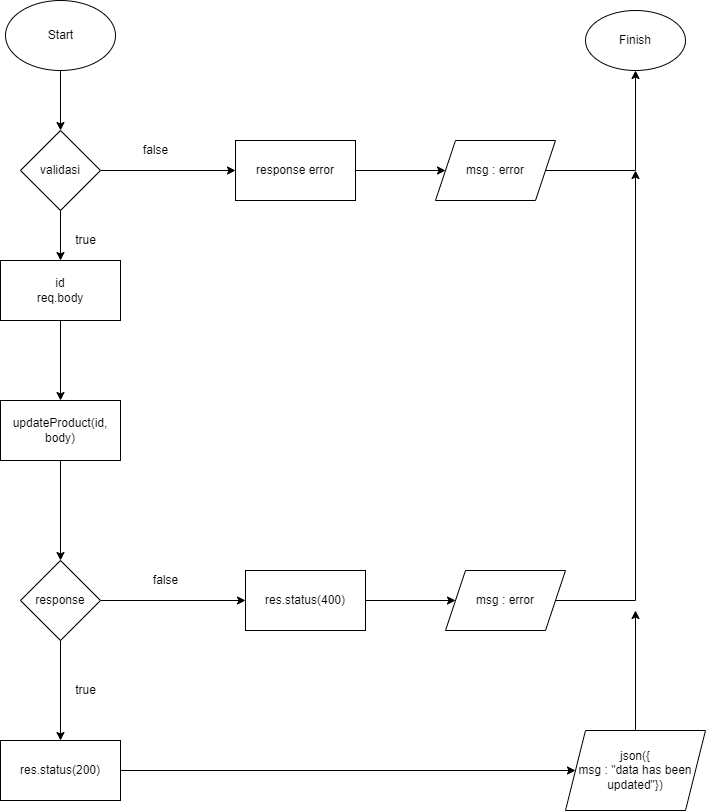 Start
Finish
validasi
false
response error
msg : error
true
id
req.body
updateProduct(id,
body)
response
false
res.status(400)
msg : error
true
res.status(200)
json({
msg : "data has been
updated"})